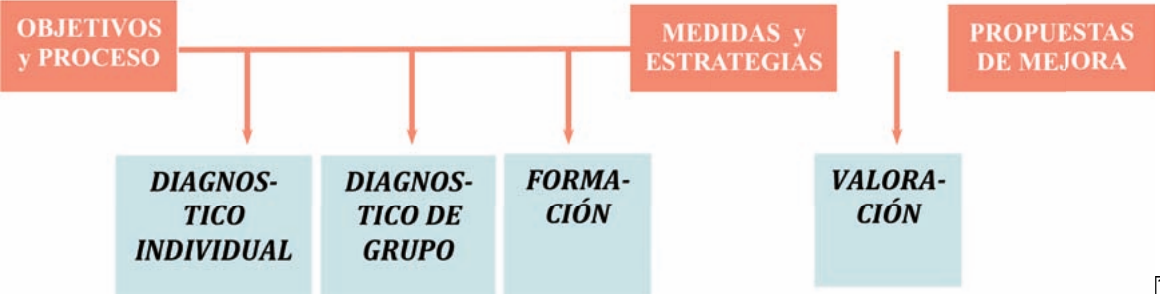 OBJETIVOS
y PROCESO
MEDIDAS y
ESTRATEGIAS
PROPUESTAS
DE MEJORA
DIAGNOS-
TICO
INDIVIDUAL
DIAGNOS-
TICO DE
GRUPO
FORMA-
CIÓN
VALORA-
CIÓN